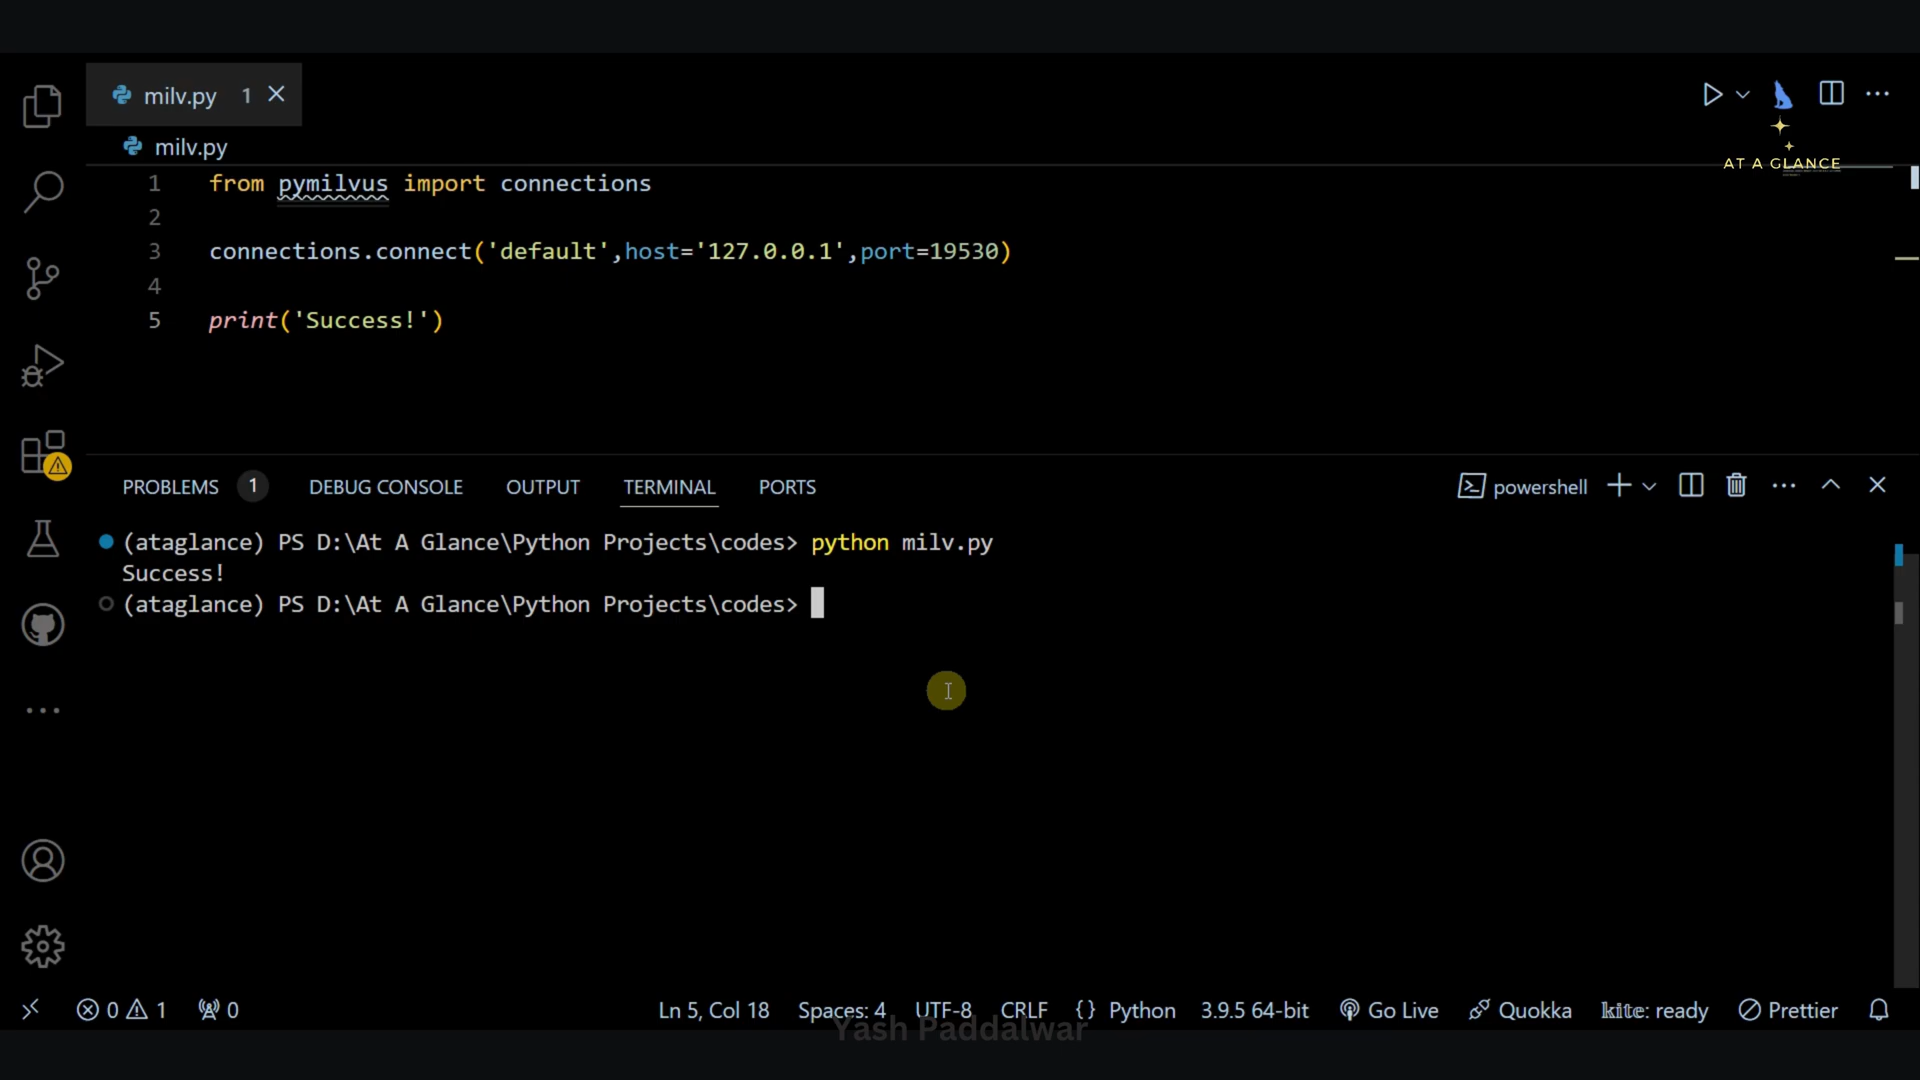 milv.py 1
AT A GLANCE
milv.py
1 from pymilvus import connections
2
3 connections.connect('default',host='127.0.0.1',port=19530)
4
5 print('Success!')
PROBLEMS 1 DEBUG CONSOLE OUTPUT TERMINAL PORTS powershell
(ataglance) PS D:\At A Glance\Python Projects\codes> python milv.py
Success!
(ataglance) PS D:\At A Glance\Python Projects\codes>
0 1 0 Ln 5, Col 18 Spaces: 4 UTF-8 CRLF {} Python 3.9.5 64-bit Go Live Quokka kite: ready Prettier
Yash Paddalwar